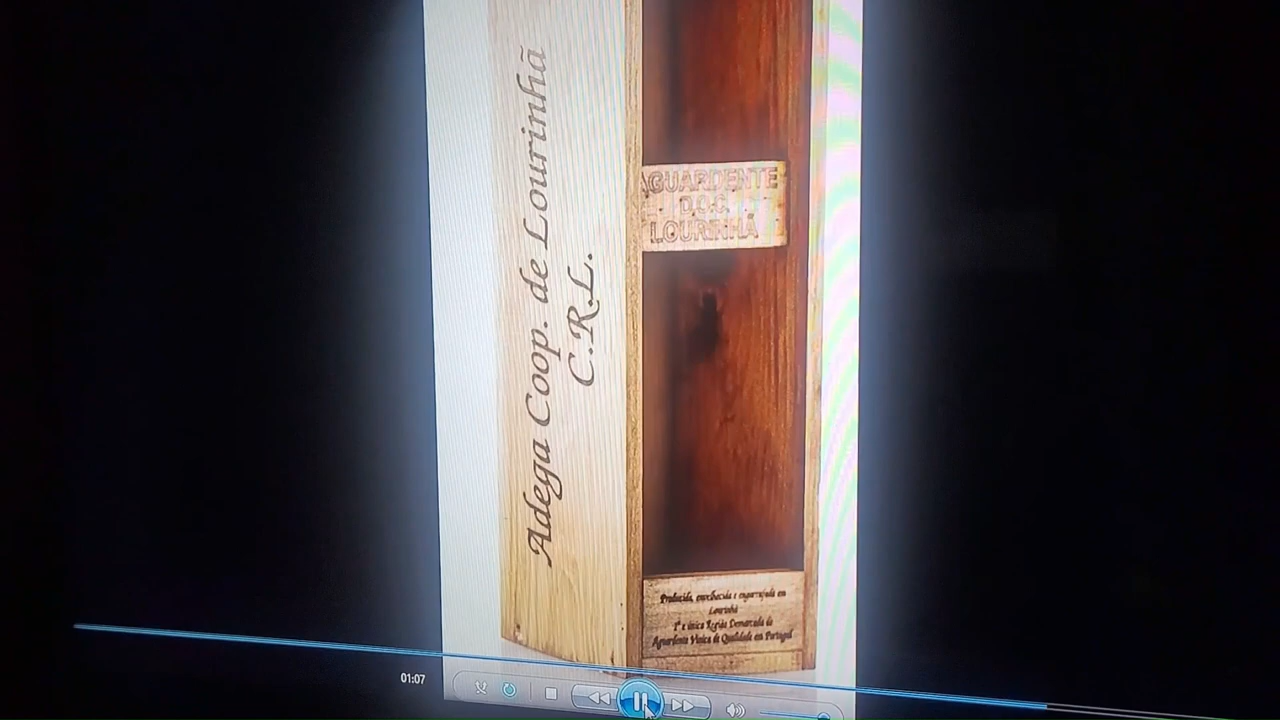 Adega Coop. de Lourinhã
C.R.L.
AGUARDENTE
D.O.C.
LOURINHÃ
Produzida, envelhecida e engarrafada em
Lourinhã
1ª e única Região Demarcada de
Aguardente Vínica de Qualidade em Portugal
01:07